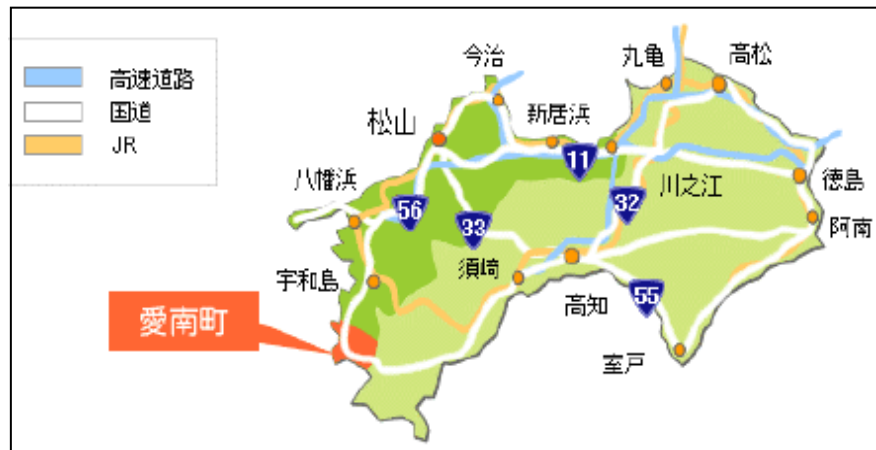 高速道路
国道
JR
今治
丸亀
高松
松山
新居浜
11
八幡浜
川之江
徳島
56
33
32
阿南
宇和島
須崎
高知
55
愛南町
室戸